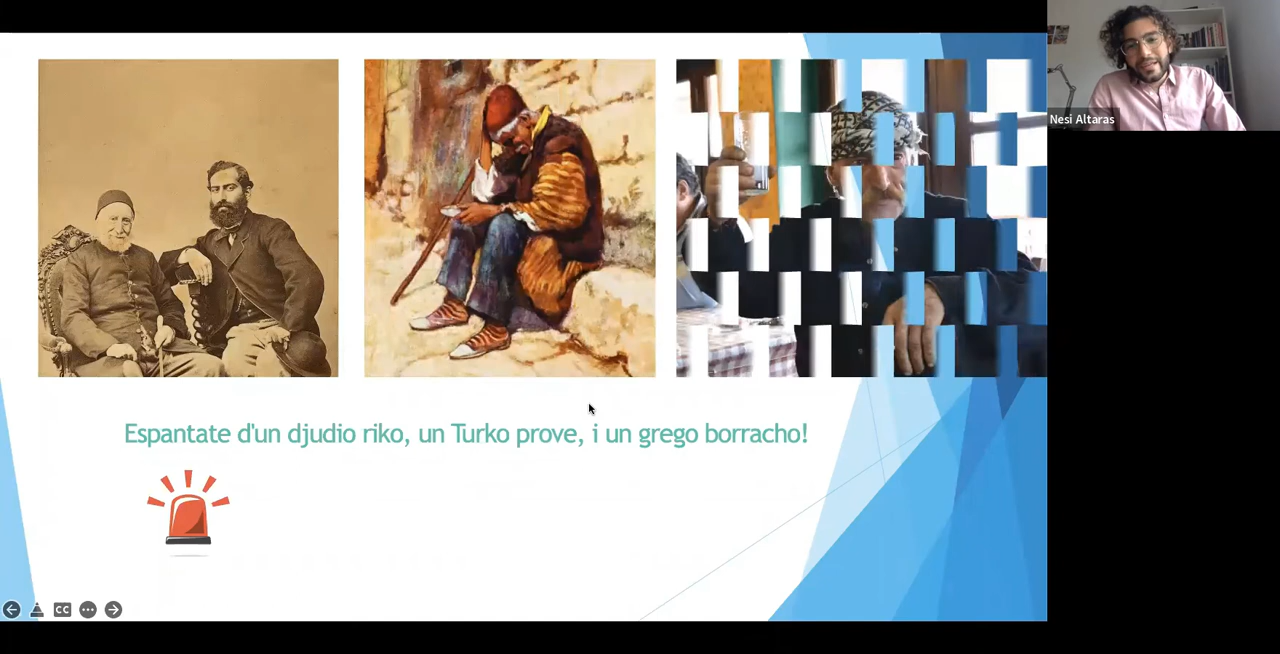 Nesi Altaras
Espantate d'un djudio riko, un Turko prove, i un grego borracho!
CC